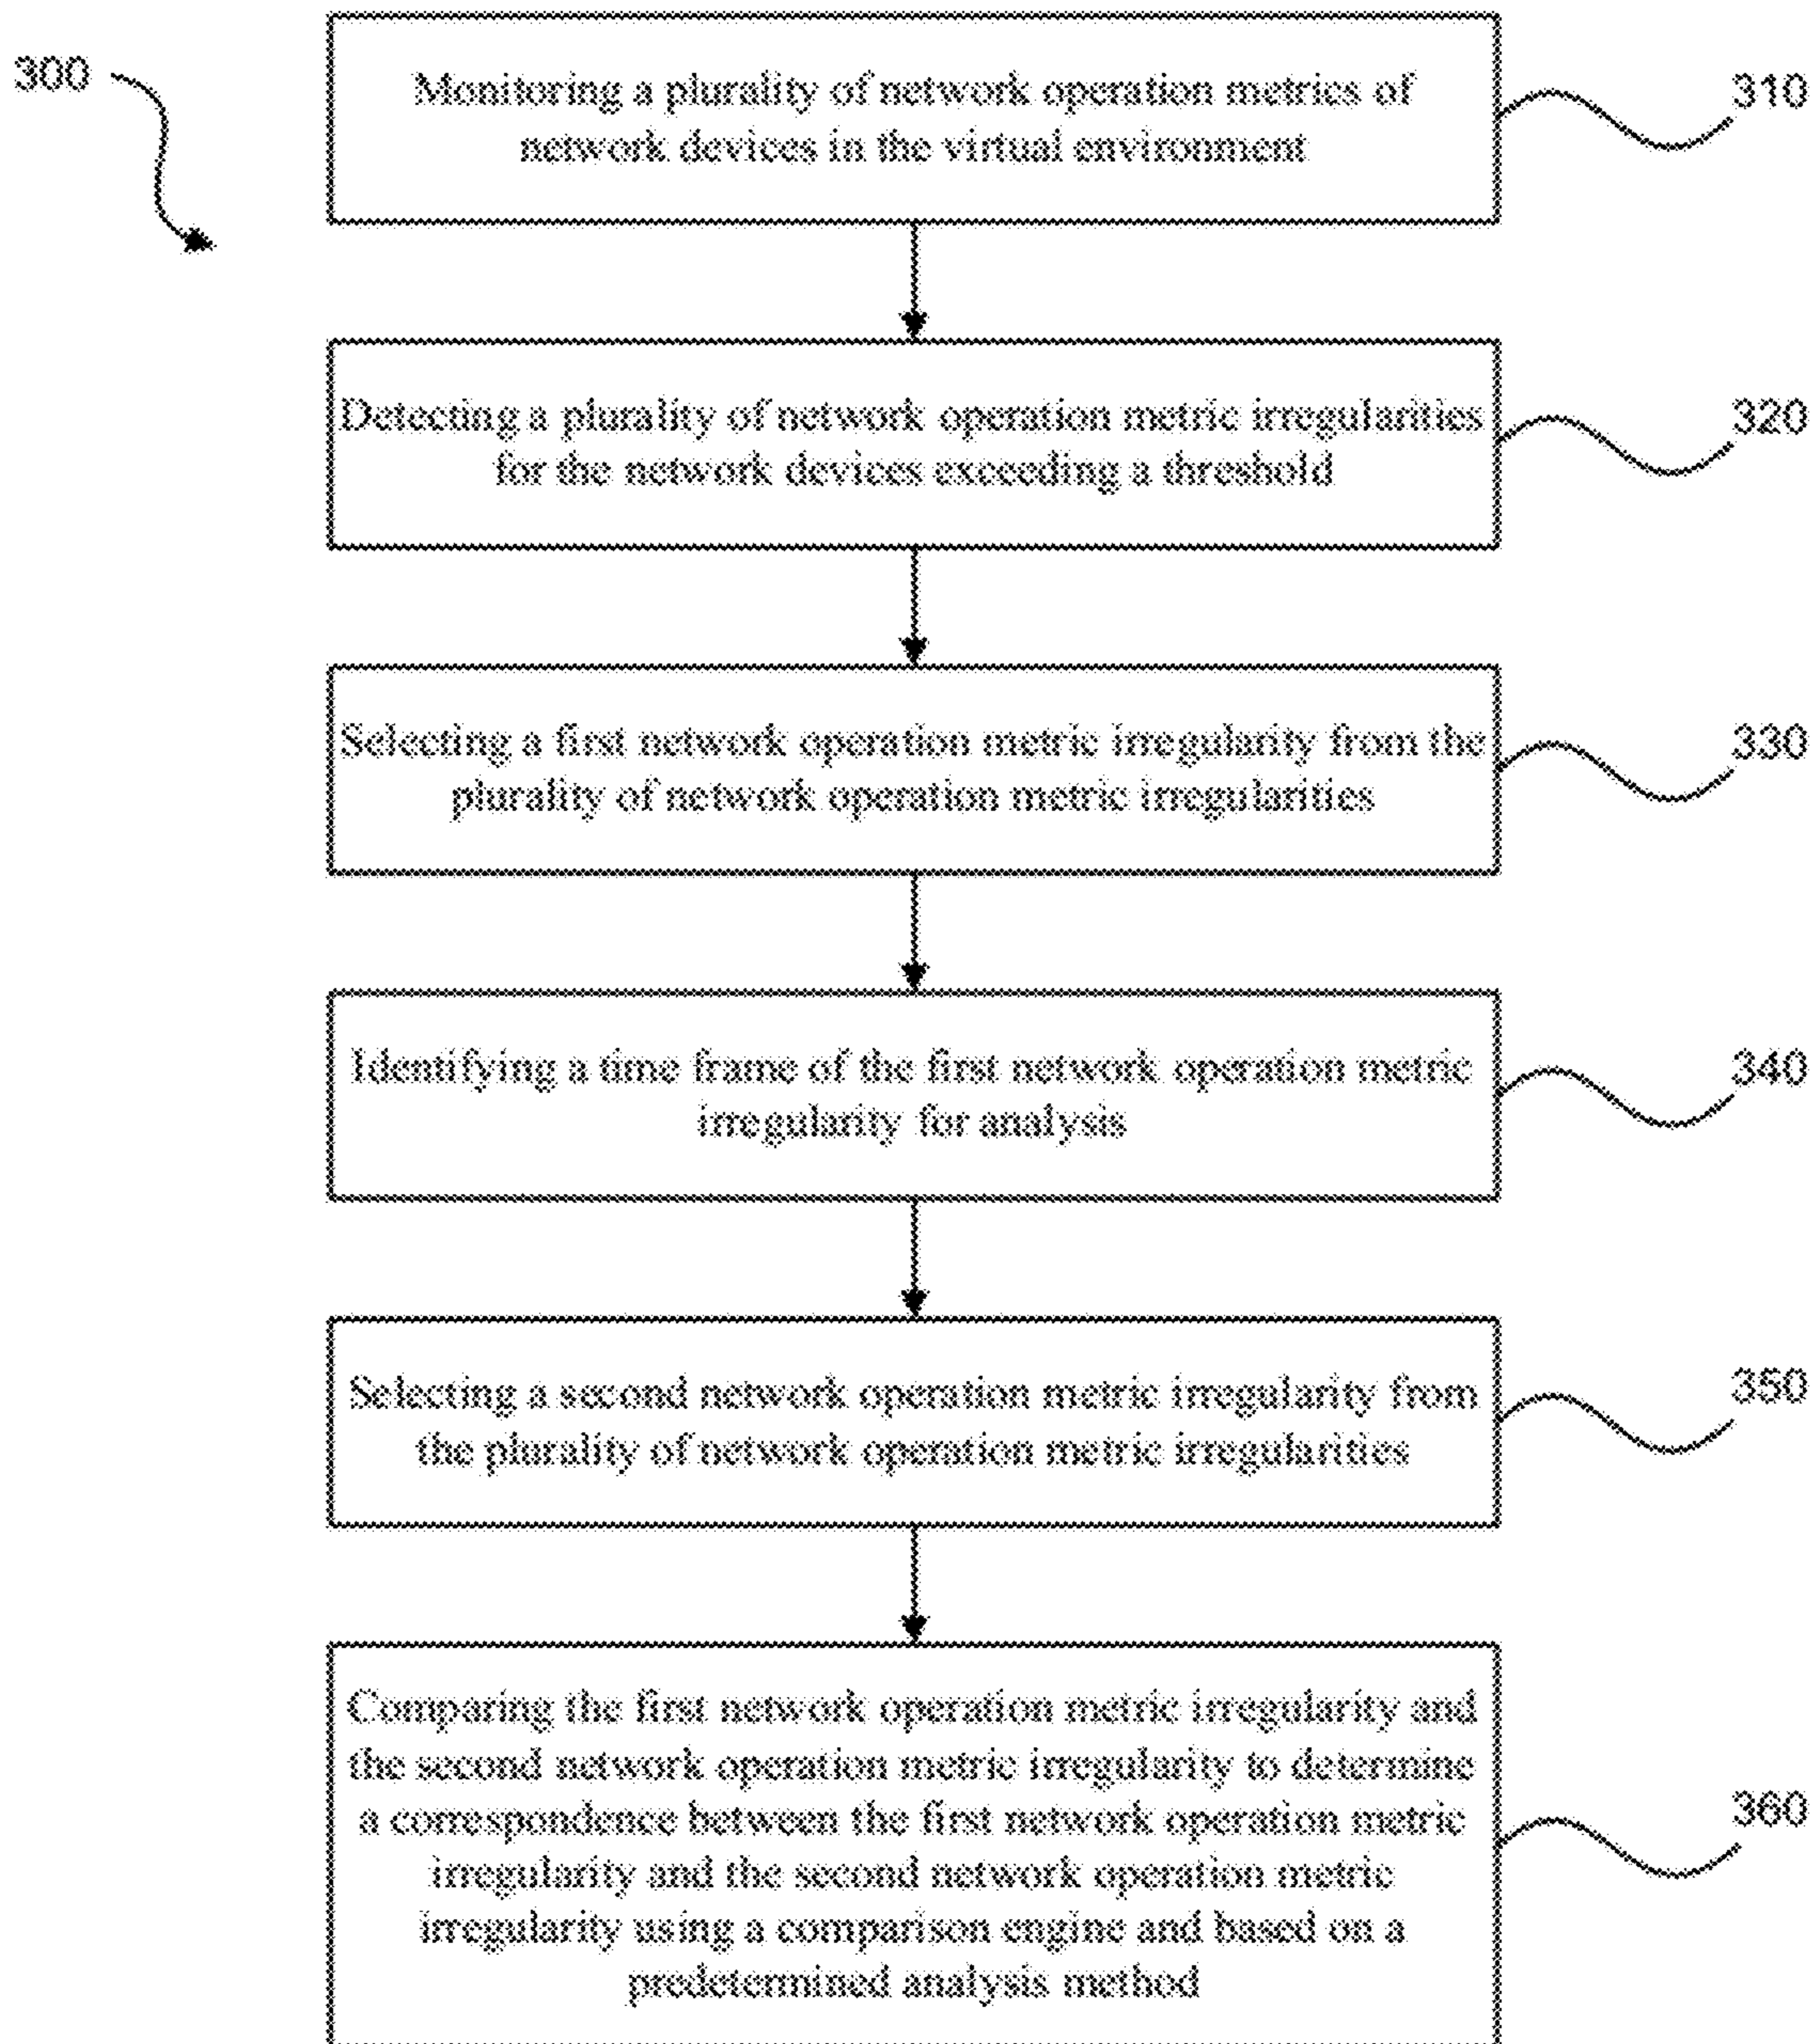 300
Monitoring a plurality of network operation metrics of
network devices in the virtual environment
310
Detecting a plurality of network operation metric irregularities
for the network devices exceeding a threshold
320
Selecting a first network operation metric irregularity from the
plurality of network operation metric irregularities
330
Identifying a time frame of the first network operation metric
irregularity for analysis
340
Selecting a second network operation metric irregularity from
the plurality of network operation metric irregularities
350
Comparing the first network operation metric irregularity and
the second network operation metric irregularity to determine
a correspondence between the first network operation metric
irregularity and the second network operation metric
irregularity using a comparison engine and based on a
predetermined analysis method
360